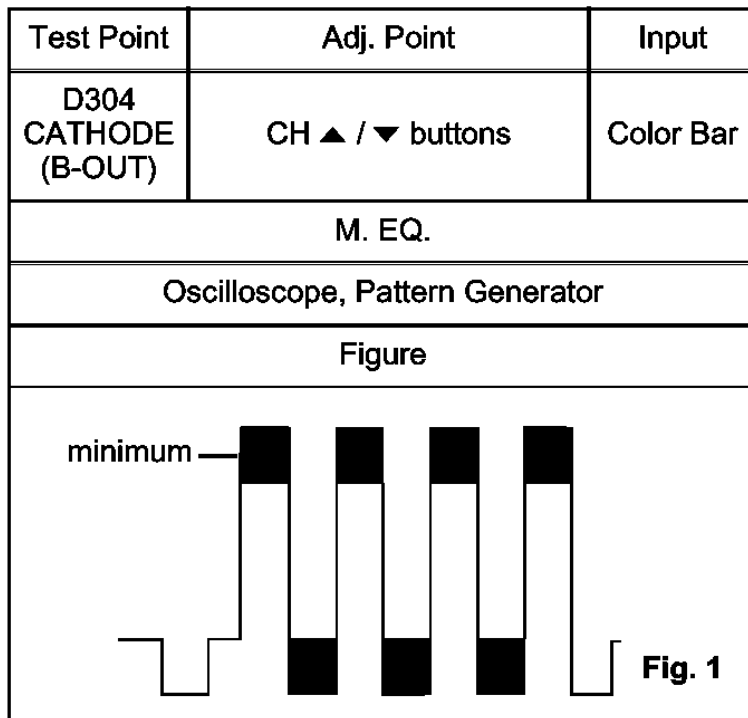 Test Point Adj. Point Input
D304
CATHODE
(B-OUT)
CH ▲ / ▼ buttons
Color Bar
M. EQ.
Oscilloscope, Pattern Generator
Figure
minimum
Fig. 1